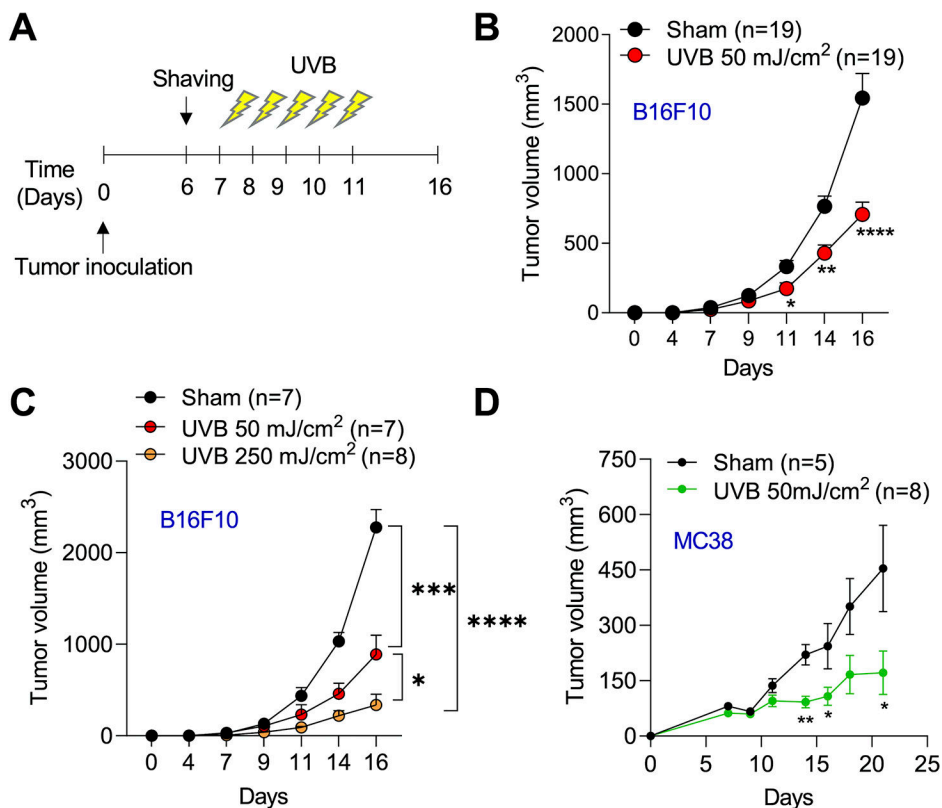 A
Shaving
UVB
Time
(Days)
0 6 7 8 9 10 11 16
Tumor inoculation
B
Sham (n=19)
UVB 50 mJ/cm² (n=19)
B16F10
Tumor volume (mm³)
2000
1500
1000
500
0
*
**
****
0 4 7 9 11 14 16
Days
C
Sham (n=7)
UVB 50 mJ/cm² (n=7)
UVB 250 mJ/cm² (n=8)
B16F10
Tumor volume (mm³)
3000
2000
1000
0
***
****
*
0 4 7 9 11 14 16
Days
D
Sham (n=5)
UVB 50mJ/cm² (n=8)
MC38
Tumor volume (mm³)
750
600
450
300
150
0
** * *
0 5 10 15 20 25
Days